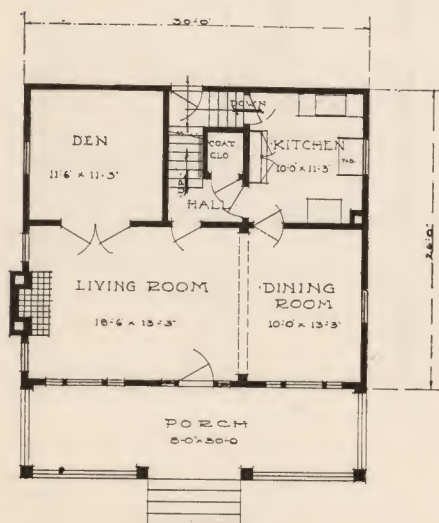 30'-0"
DEN
11'-6" x 11'-3"
DOWN
COAT
CLO
UP
HALL
KITCHEN
10'-0" x 11'-3"
LIVING ROOM
18'-6" x 13'-3"
DINING
ROOM
10'-0" x 13'-3"
26'-0"
PORCH
8'-0" x 30'-0